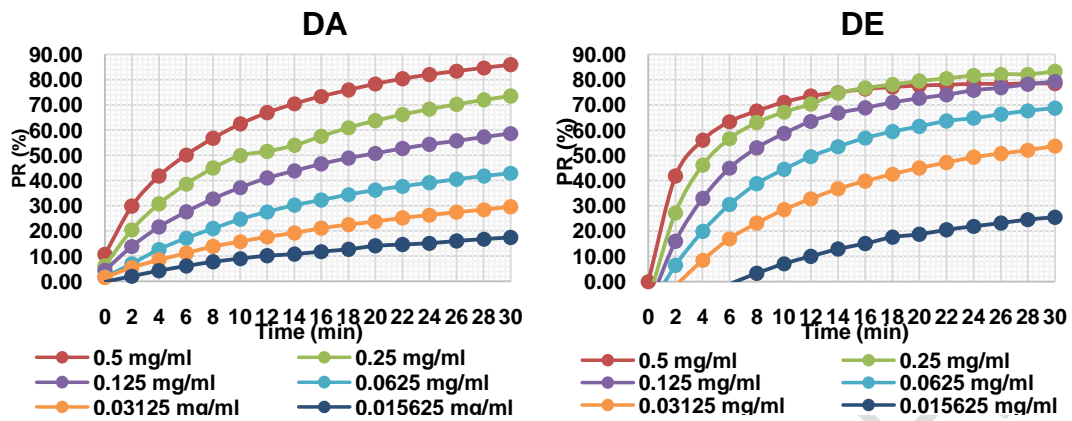 DA
90.00
80.00
70.00
60.00
50.00
40.00
30.00
20.00
10.00
0.00
PR (%)
0 2 4 6 8 10 12 14 16 18 20 22 24 26 28 30
Time (min)
0.5 mg/ml 0.25 mg/ml
0.125 mg/ml 0.0625 mg/ml
0.03125 mg/ml 0.015625 mg/ml
DE
90.00
80.00
70.00
60.00
50.00
40.00
30.00
20.00
10.00
0.00
PR (%)
0 2 4 6 8 10 12 14 16 18 20 22 24 26 28 30
Time (min)
0.5 mg/ml 0.25 mg/ml
0.125 mg/ml 0.0625 mg/ml
0.03125 mg/ml 0.015625 mg/ml